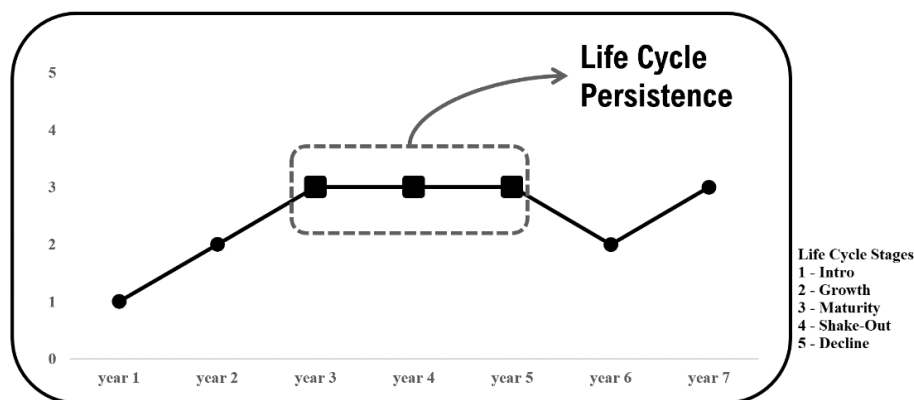 Life Cycle
Persistence
5
4
3
2
1
0
year 1
year 2
year 3
year 4
year 5
year 6
year 7
Life Cycle Stages
1 - Intro
2 - Growth
3 - Maturity
4 - Shake-Out
5 - Decline